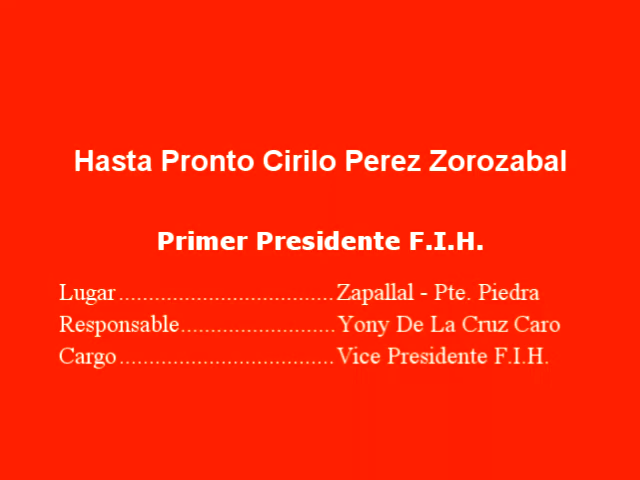 Hasta Pronto Cirilo Perez Zorozabal
Primer Presidente F.I.H.
Lugar.................................... Zapallal - Pte. Piedra
Responsable.......................... Yony De La Cruz Caro
Cargo.................................... Vice Presidente F.I.H.